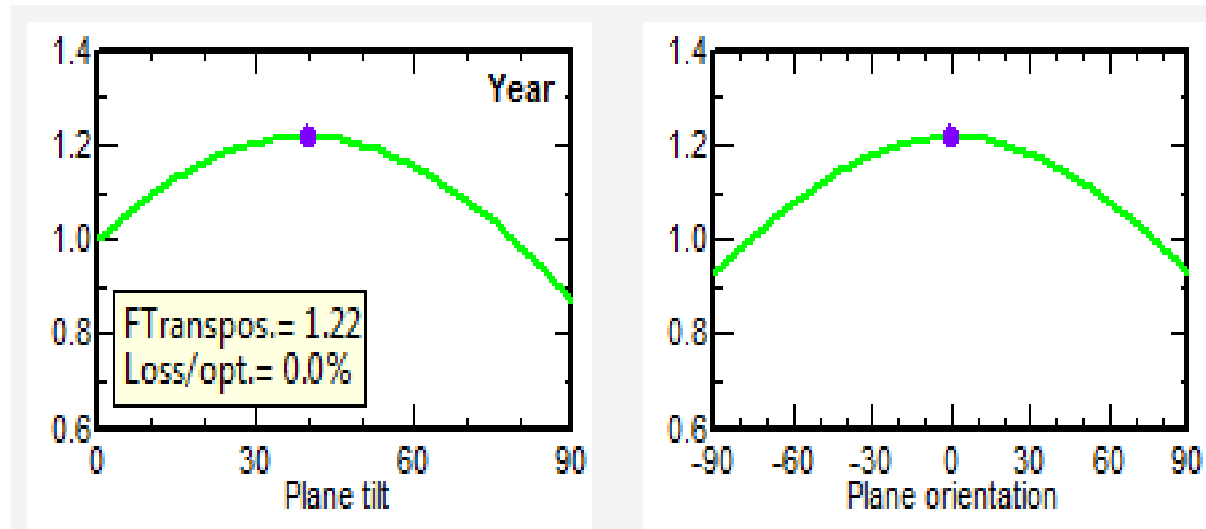 1.4
Year
1.2
1.0
FTranspos.= 1.22
0.8
Loss/opt.= 0.0%
0.6
0 30 60 90
Plane tilt
1.4
1.2
1.0
0.8
0.6
-90 -60 -30 0 30 60 90
Plane orientation